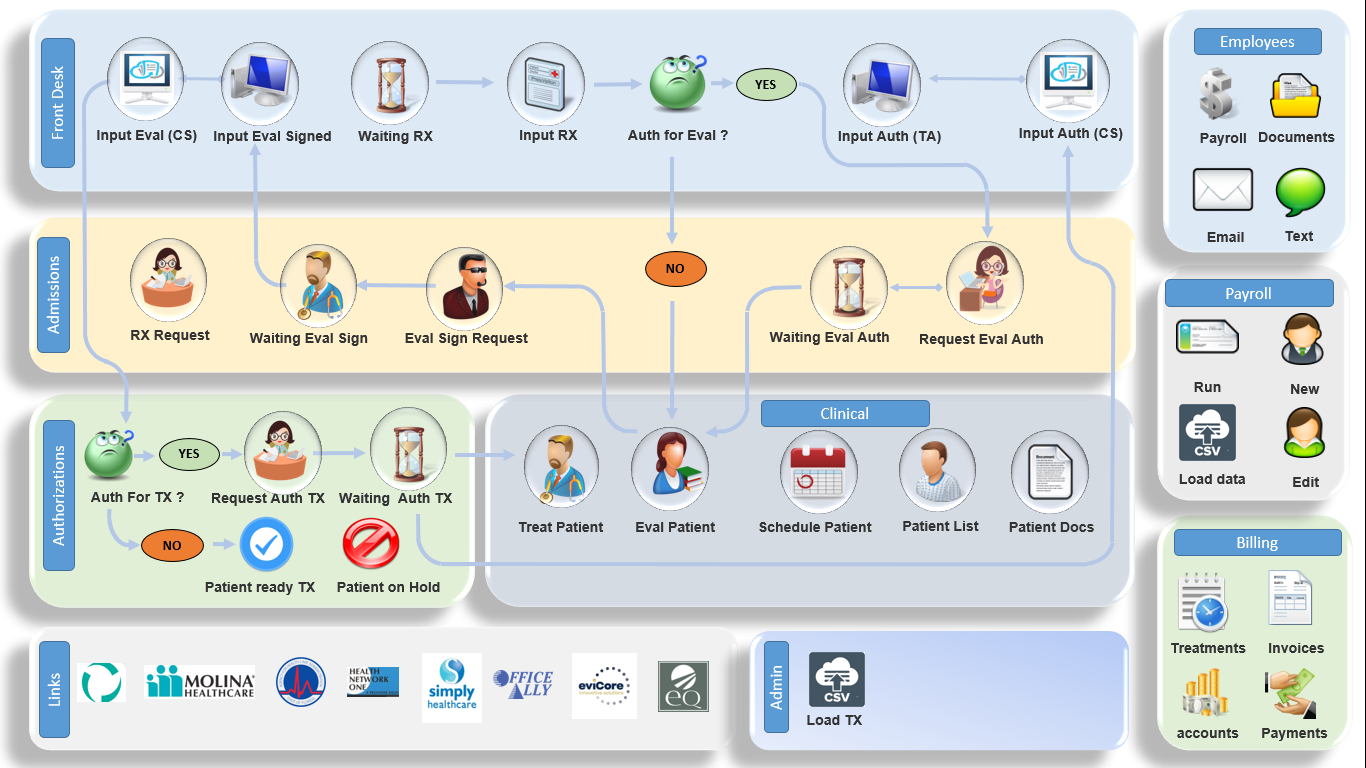 Front Desk
Input Eval (CS)
Input Eval Signed
Waiting RX
Prescription
Input RX
Auth for Eval ?
YES
Input Auth (TA)
Input Auth (CS)
Admissions
RX Request
Waiting Eval Sign
Eval Sign Request
NO
Waiting Eval Auth
Request Eval Auth
Authorizations
Auth For TX ?
YES
Request Auth TX
Waiting Auth TX
NO
Patient ready TX
Patient on Hold
Clinical
Treat Patient
Eval Patient
Schedule Patient
Patient List
Document
Patient Docs
Links
MOLINA
HEALTHCARE
HEALTH
NETWORK
ONE
simply
healthcare
OFFICE
ALLY
eviCore
innovative solutions
eQ
Admin
CSV
Load TX
Employees
Payroll
Documents
Email
Text
Payroll
Run
New
CSV
Load data
Edit
Billing
Treatments
INVOICE
Invoices
accounts
Payments